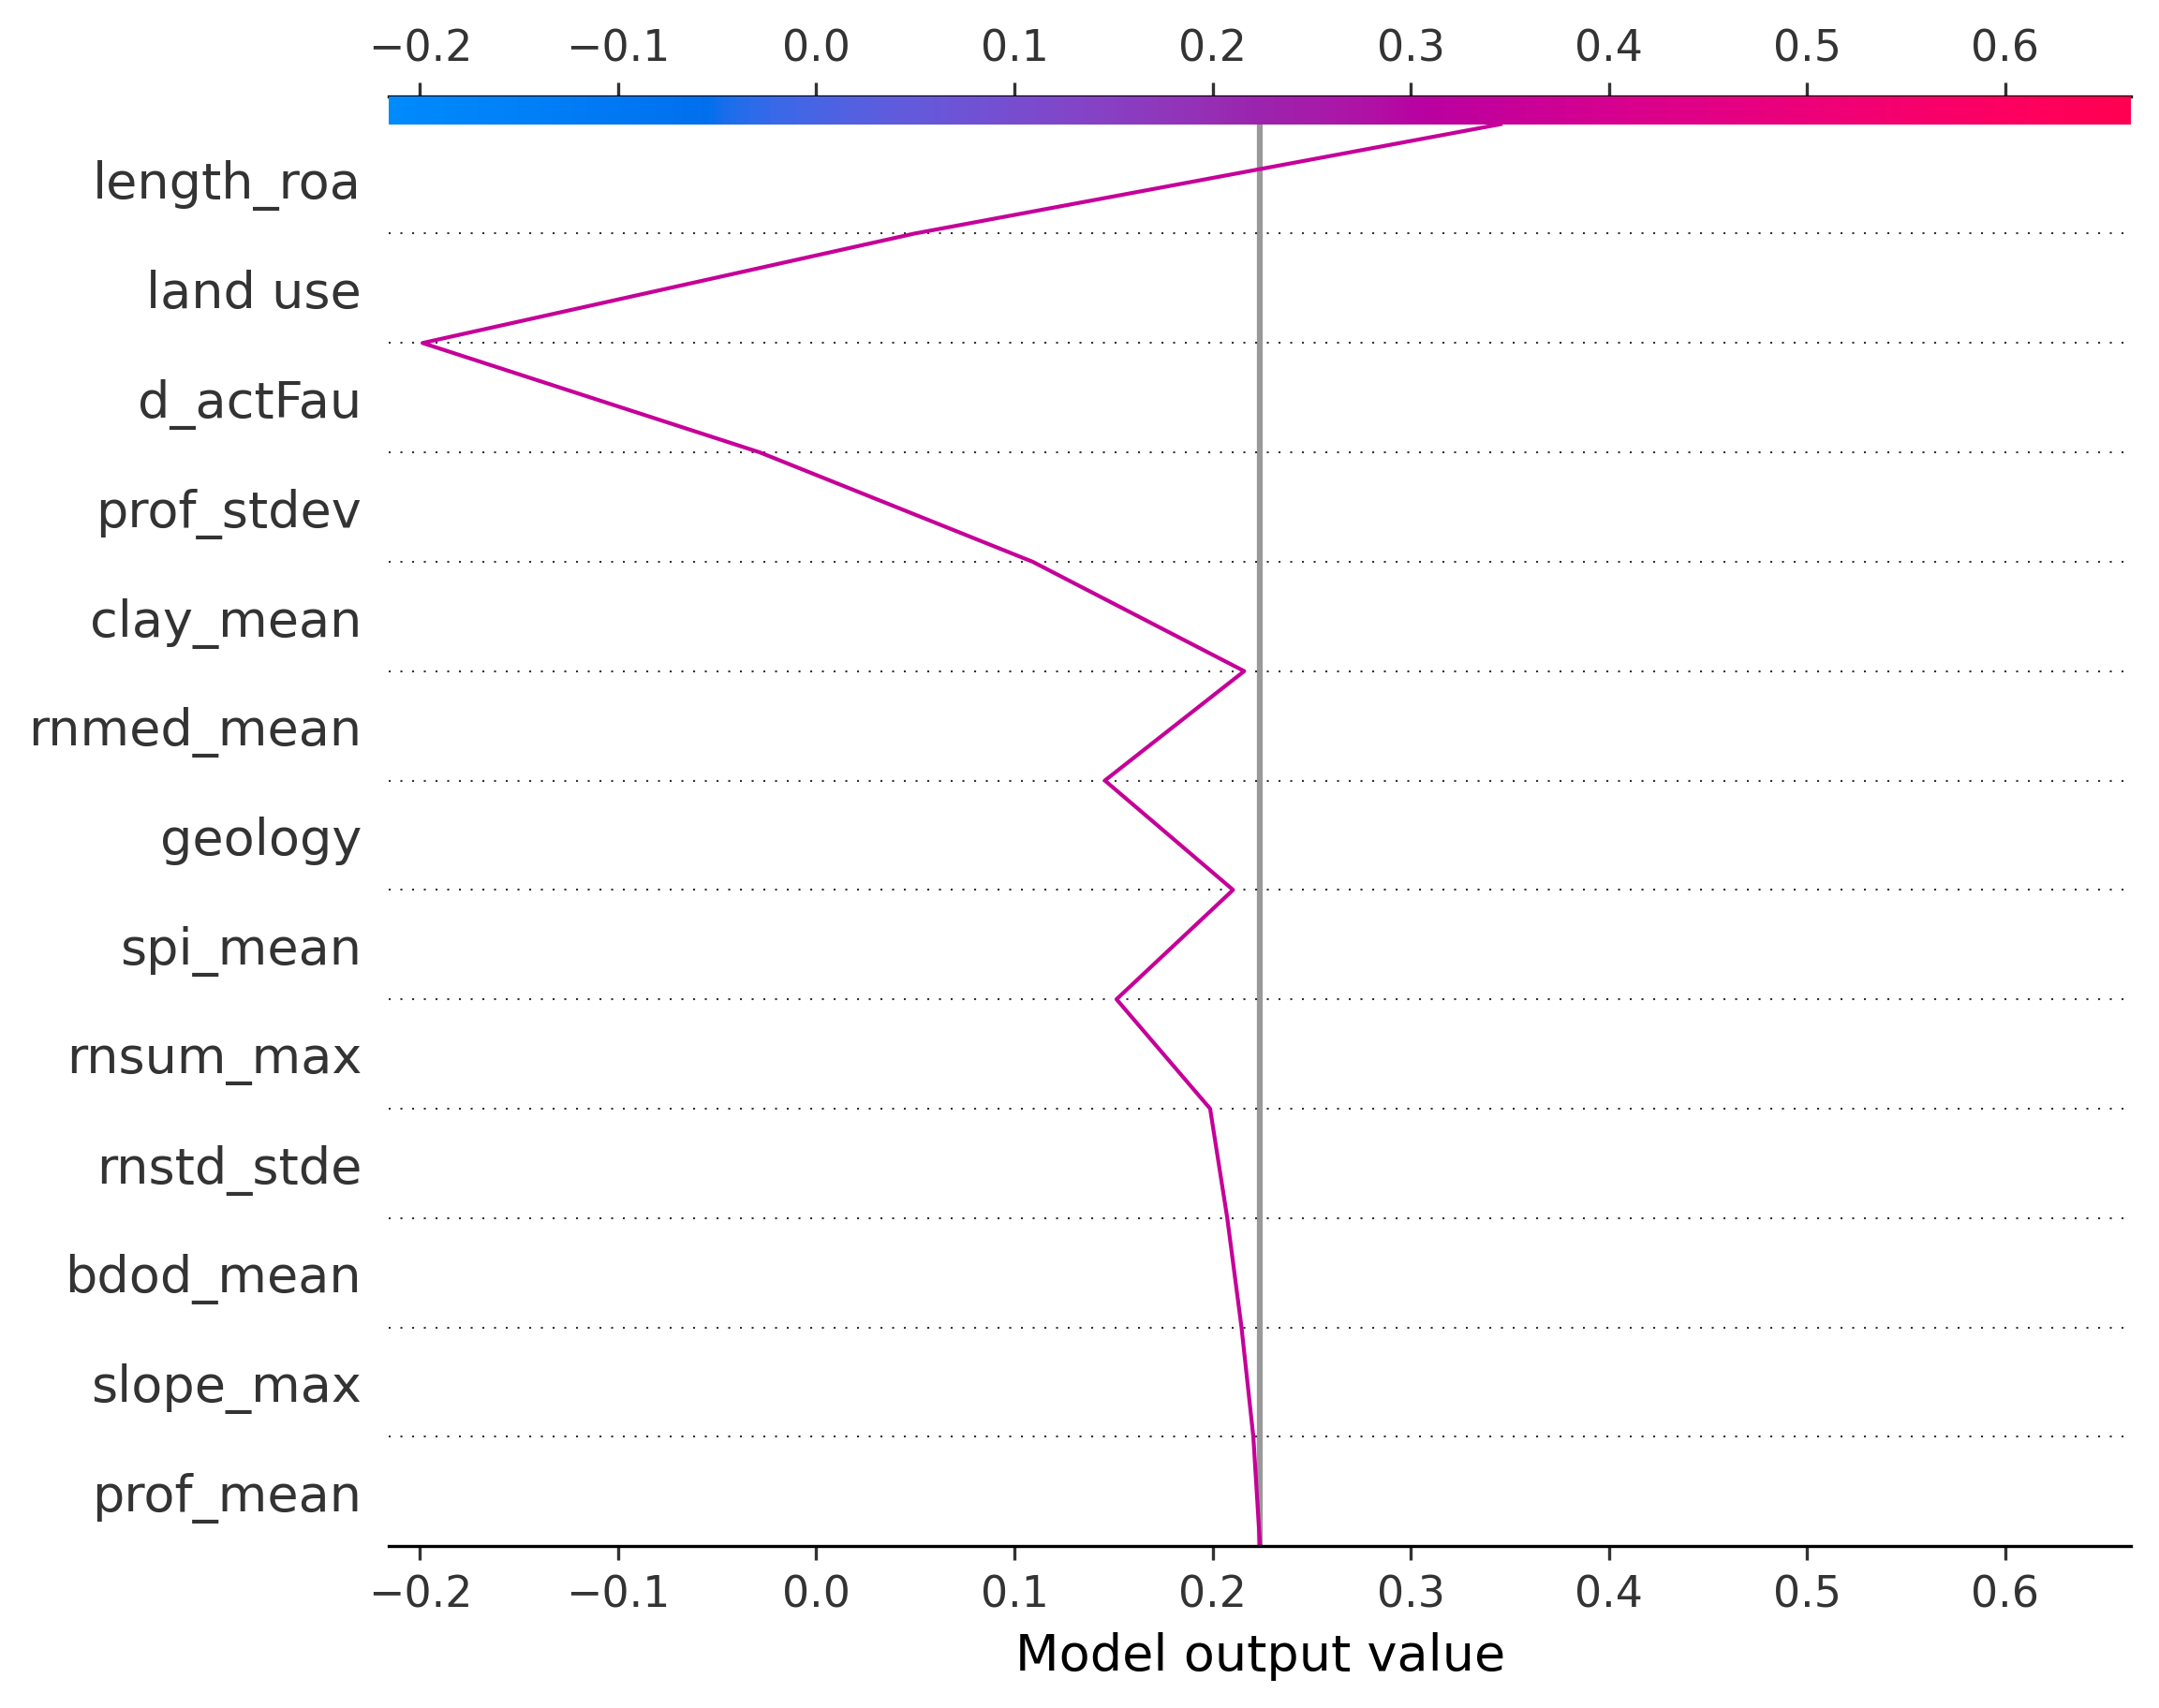 −0.2 −0.1 0.0 0.1 0.2 0.3 0.4 0.5 0.6
length_roa
land use
d_actFau
prof_stdev
clay_mean
rnmed_mean
geology
spi_mean
rnsum_max
rnstd_stde
bdod_mean
slope_max
prof_mean
−0.2 −0.1 0.0 0.1 0.2 0.3 0.4 0.5 0.6
Model output value